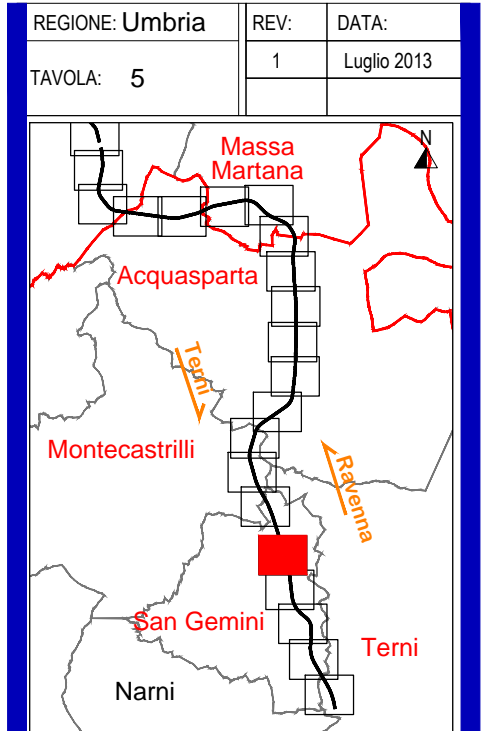 REGIONE: Umbria
REV:
DATA:
TAVOLA: 5
1
Luglio 2013
N
Massa
Martana
Acquasparta
Terni
Montecastrilli
Ravenna
San Gemini
Terni
Narni